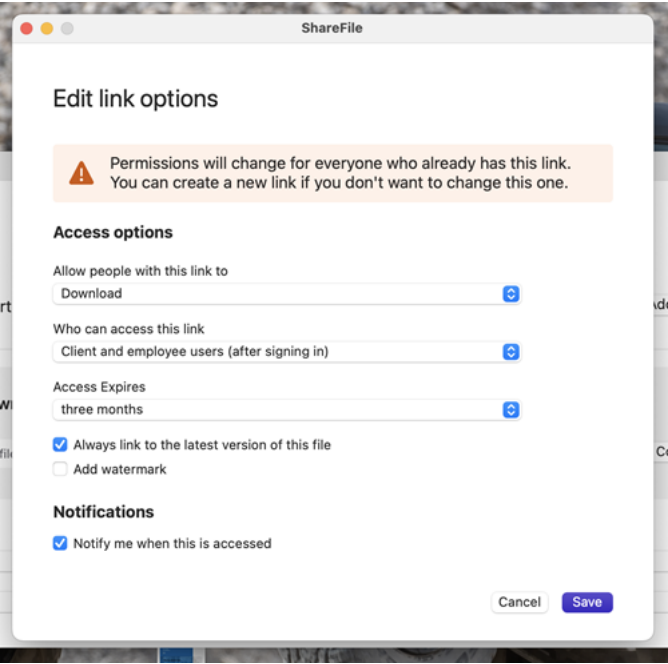 ShareFile
Edit link options
Permissions will change for everyone who already has this link.
You can create a new link if you don't want to change this one.
Access options
Allow people with this link to
Download
Who can access this link
Client and employee users (after signing in)
Access Expires
three months
Always link to the latest version of this file
Add watermark
Notifications
Notify me when this is accessed
Cancel
Save